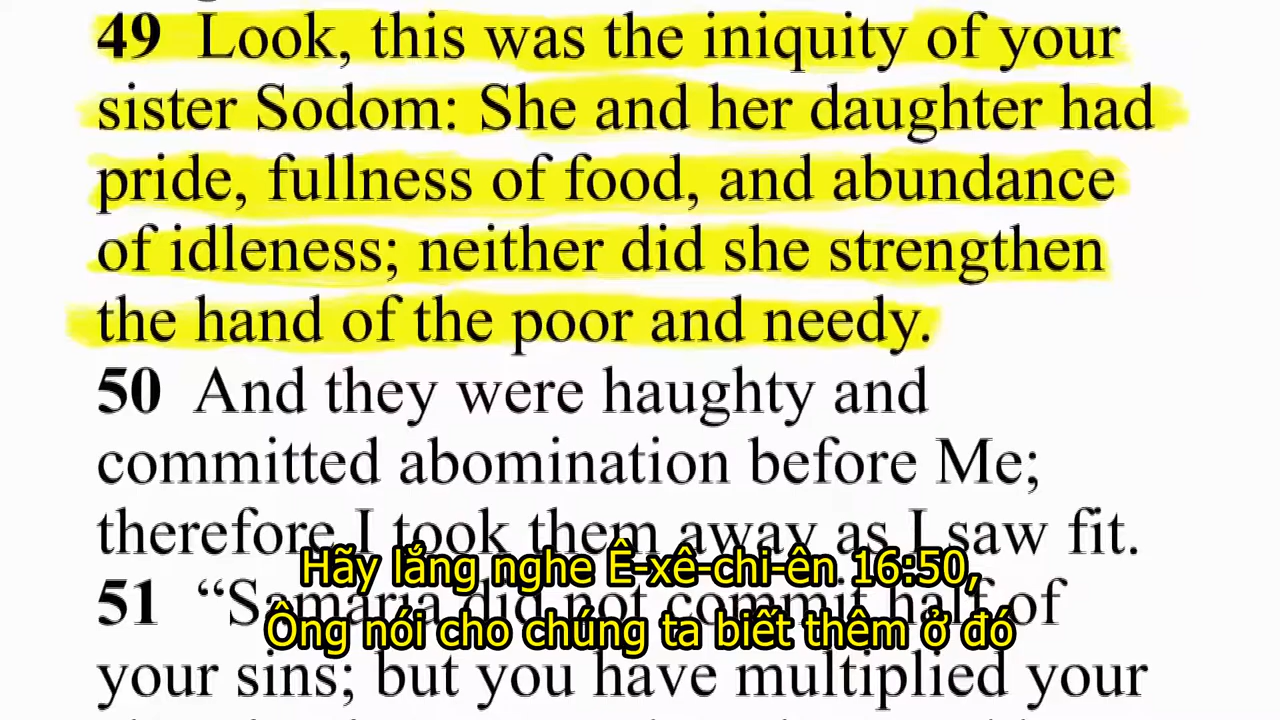 49 Look, this was the iniquity of your
sister Sodom: She and her daughter had
pride, fullness of food, and abundance
of idleness; neither did she strengthen
the hand of the poor and needy.
50 And they were haughty and
committed abomination before Me;
therefore I took them away as I saw fit.
Hãy lắng nghe Ê-xê-chi-ên 16:50,
51 “Samaria did not commit half of
Ông nói cho chúng ta biết thêm ở đó
your sins; but you have multiplied your